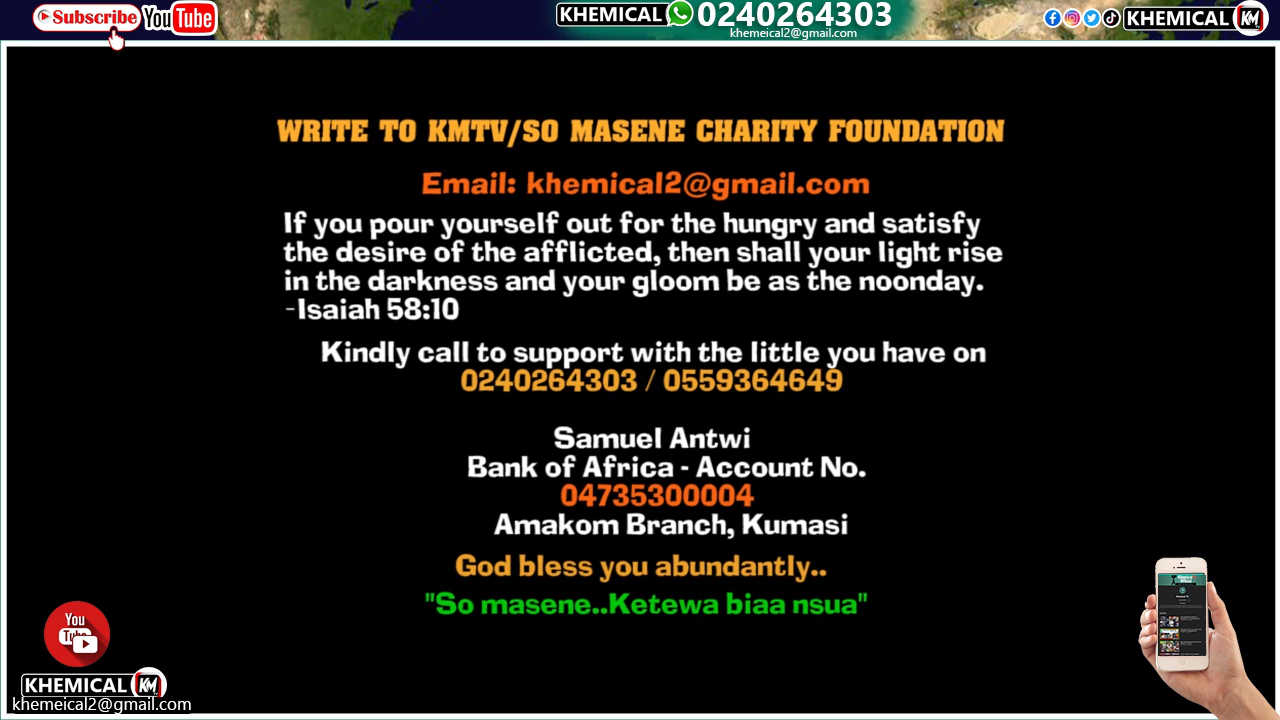 Subscribe YouTube
KHEMICAL 0240264303
khemeical2@gmail.com
KHEMICAL KM
WRITE TO KMTV/SO MASENE CHARITY FOUNDATION
Email: khemical2@gmail.com
If you pour yourself out for the hungry and satisfy
the desire of the afflicted, then shall your light rise
in the darkness and your gloom be as the noonday.
-Isaiah 58:10
Kindly call to support with the little you have on
0240264303 / 0559364649
Samuel Antwi
Bank of Africa - Account No.
04735300004
Amakom Branch, Kumasi
God bless you abundantly..
"So masene..Ketewa biaa nsua"
You
Tube
KHEMICAL KM
khemeical2@gmail.com